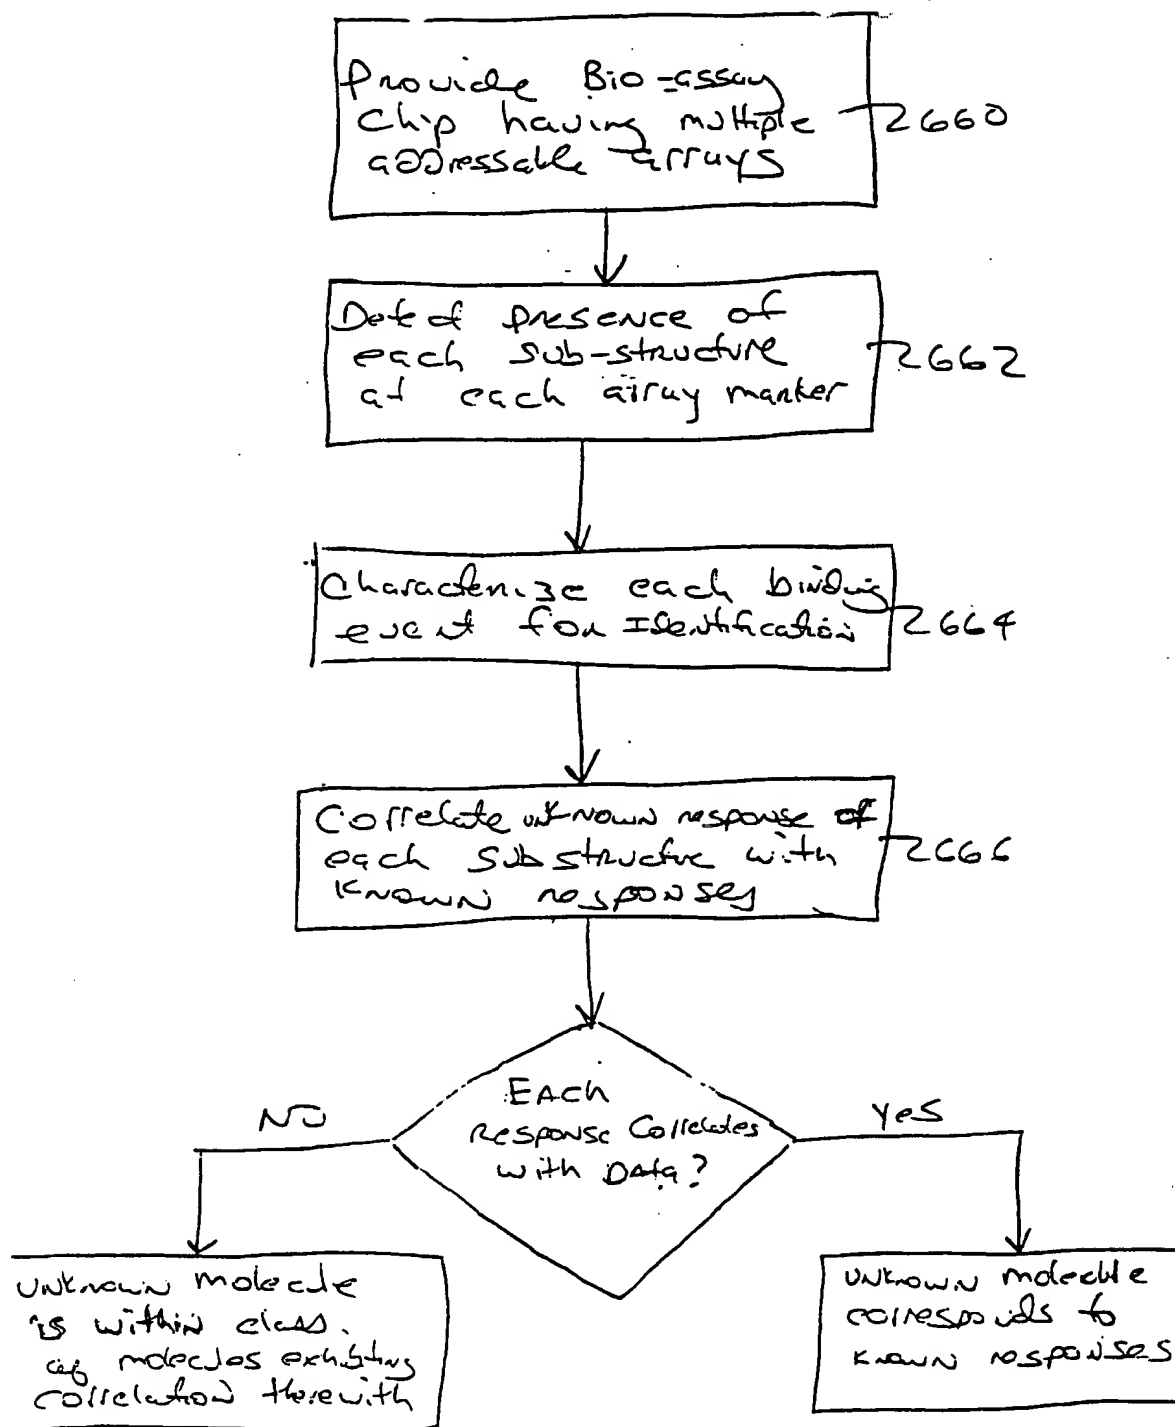 Provide Bio-assay
Chip having multiple
addressable arrays
2660
Detect presence of
each sub-structure
at each array marker
2662
Characterize each binding
event for Identification
2664
Correlate unknown response of
each substructure with
known responses
2666
Each
Response Correlates
with Data?
NO
Yes
Unknown molecule
is within class
of molecules exhibiting
correlation therewith
Unknown molecule
corresponds to
known responses